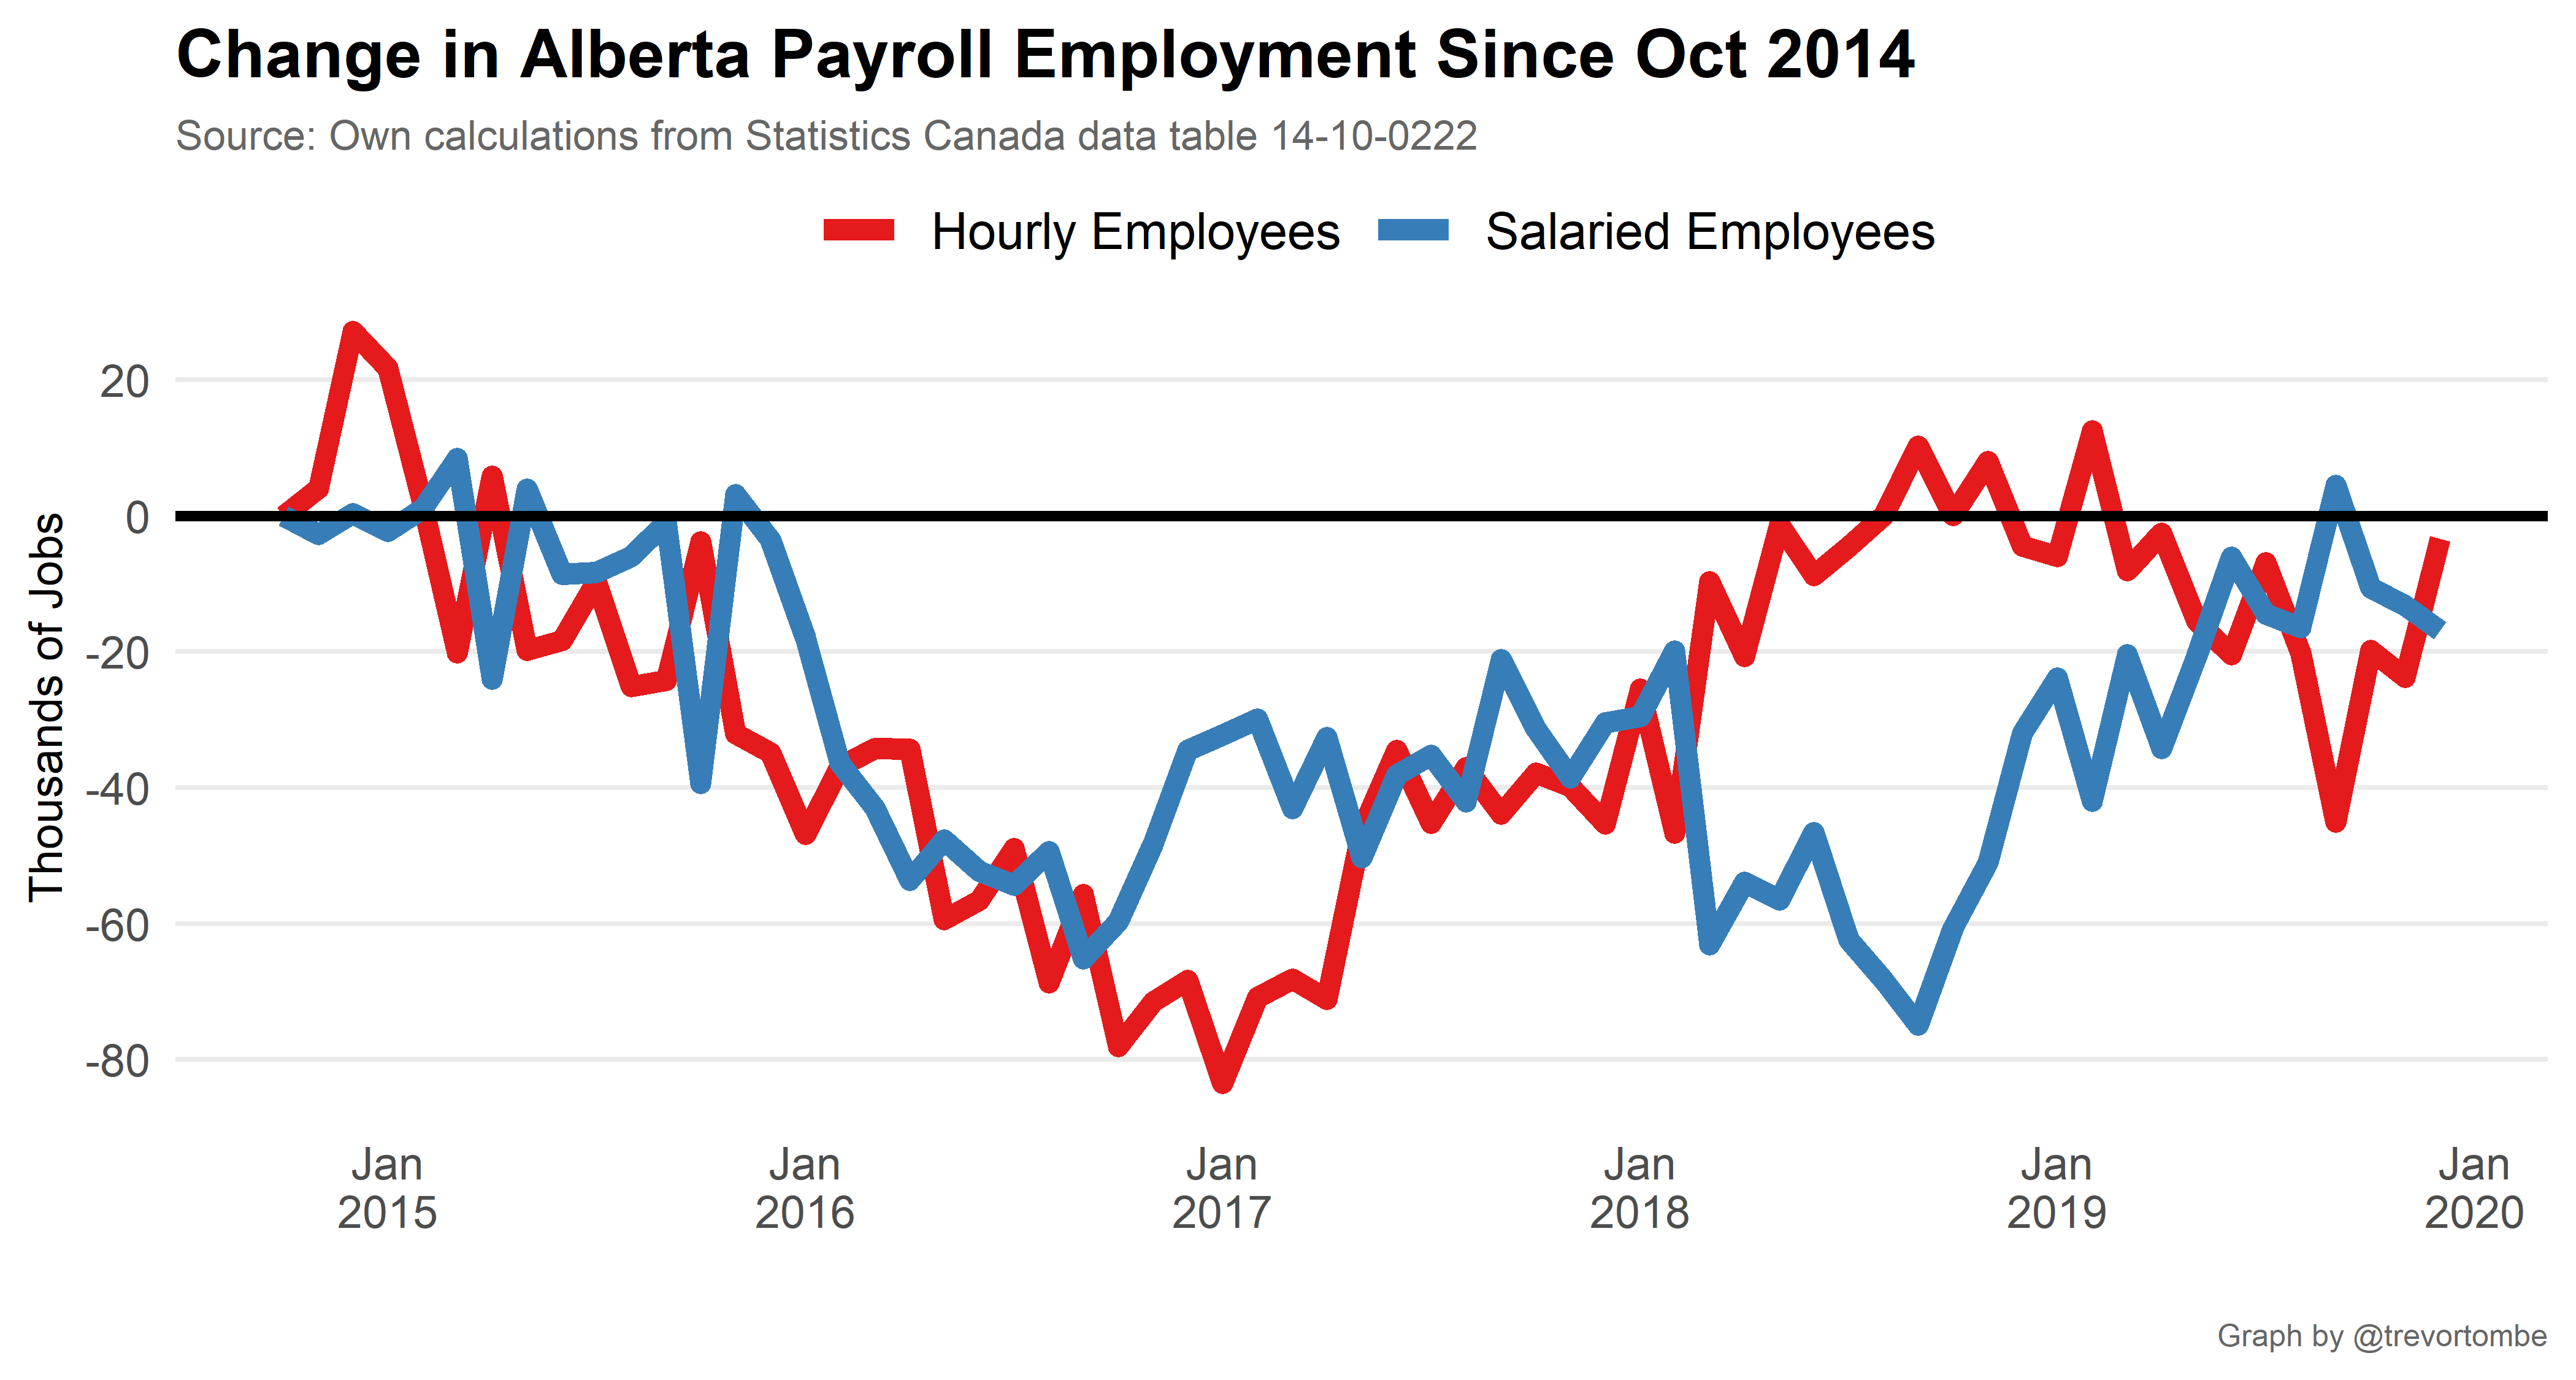 Change in Alberta Payroll Employment Since Oct 2014
Source: Own calculations from Statistics Canada data table 14-10-0222
Hourly Employees
Salaried Employees
Thousands of Jobs
20
0
-20
-40
-60
-80
Jan
2015
Jan
2016
Jan
2017
Jan
2018
Jan
2019
Jan
2020
Graph by @trevortombe